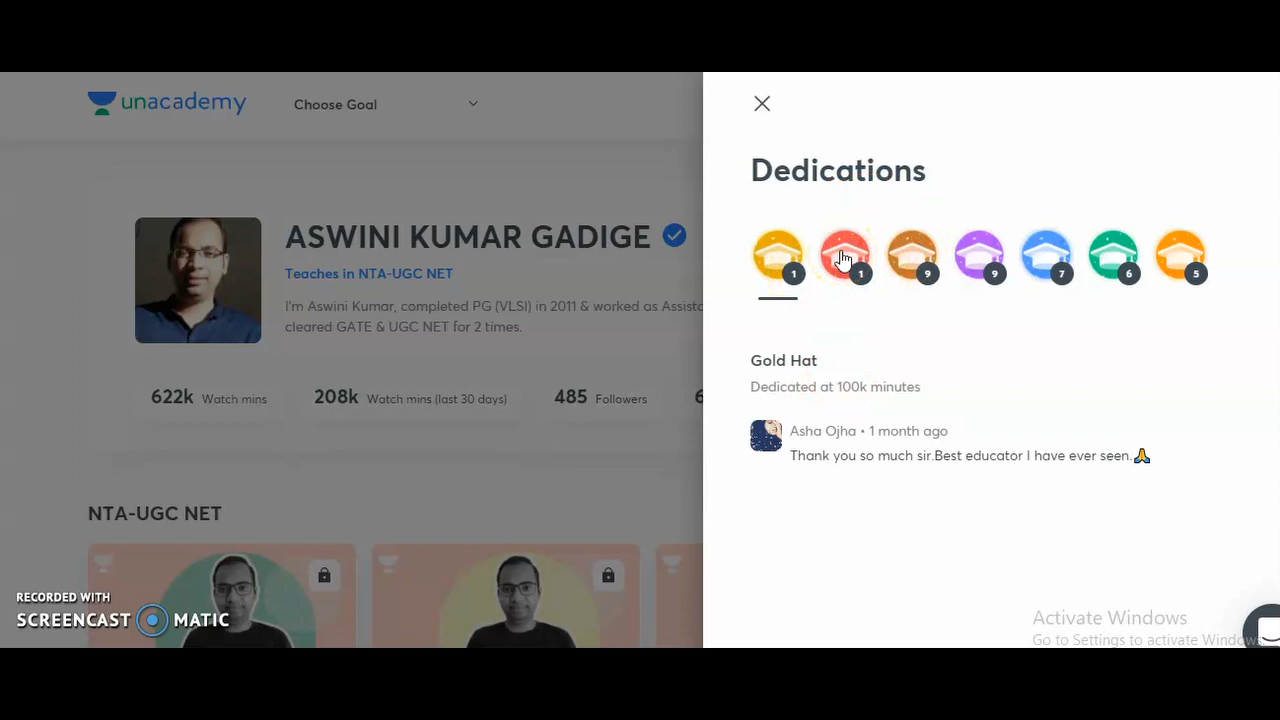 unacademy
Choose Goal
ASWINI KUMAR GADIGE
Teaches in NTA-UGC NET
I'm Aswini Kumar, completed PG (VLSI) in 2011 & worked as Assista
cleared GATE & UGC NET for 2 times.
622k Watch mins
208k Watch mins (last 30 days)
485 Followers
6
NTA-UGC NET
RECORDED WITH
SCREENCAST MATIC
Dedications
1 1 9 9 7 6 5
Gold Hat
Dedicated at 100k minutes
Asha Ojha • 1 month ago
Thank you so much sir.Best educator I have ever seen.🙏
Activate Windows
Go to Settings to activate Windows.